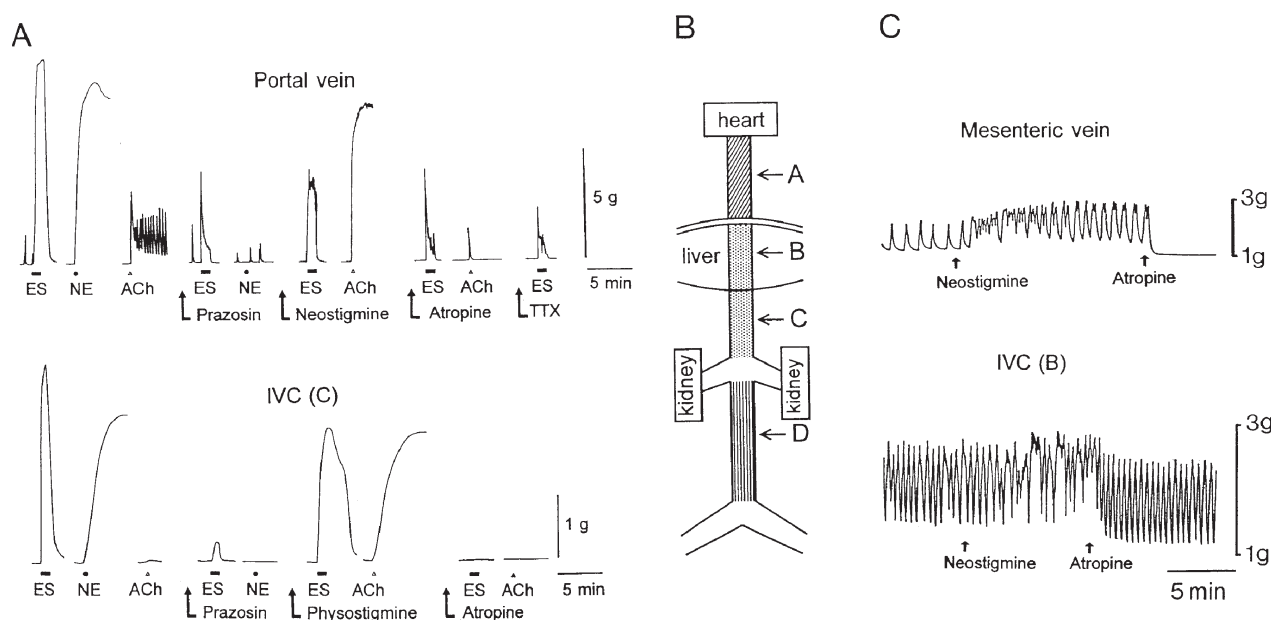 A
Portal vein
5 g
ES NE ACh ES NE ES ACh ES ACh ES
5 min
Prazosin Neostigmine Atropine TTX
IVC (C)
1 g
ES NE ACh ES NE ES ACh ES ACh
5 min
Prazosin Physostigmine Atropine
B
heart
A
liver
B
C
kidney
kidney
D
C
Mesenteric vein
3g
1g
Neostigmine
Atropine
IVC (B)
3g
1g
Neostigmine
Atropine
5 min